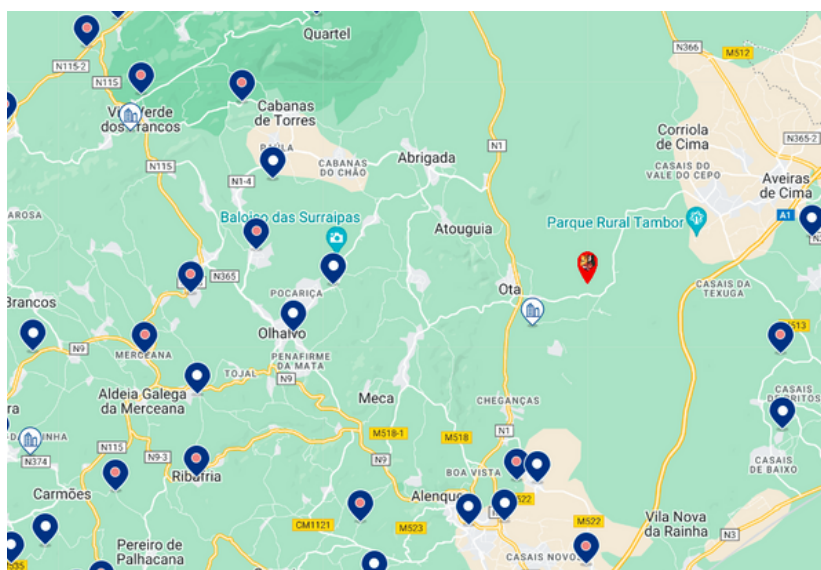 Quartel
N366
M512
N115-2
N115
Cabanas
de Torres
Vila Verde
dos Francos
Corriola
de Cima
N365-2
PAÚLA
CABANAS
DO CHÃO
Abrigada
N1
N115
CASAIS DO
VALE DO CEPO
Aveiras
de Cima
N1-4
AROSA
Baloiso das Surraipas
Atouguia
Parque Rural Tambor
A1
N365
Ota
CASAIS DA
TEXUGA
POCARIÇA
Brancos
Olhalvo
M513
N9
MERCEANA
PENAFIRME
DA MATA
TOJAL
N9
Aldeia Galega
da Merceana
Meca
CHEGANÇAS
CASAIS
DE BRITOS
N1
M518-1
M518
N115
N9-3
N374
N9
BOA VISTA
CASAIS
DE BAIXO
Ribafria
Carmões
Alenque
M522
CM1121
M523
M522
Vila Nova
da Rainha
N3
Pereiro de
Palhacana
CASAIS NOVOS
M535